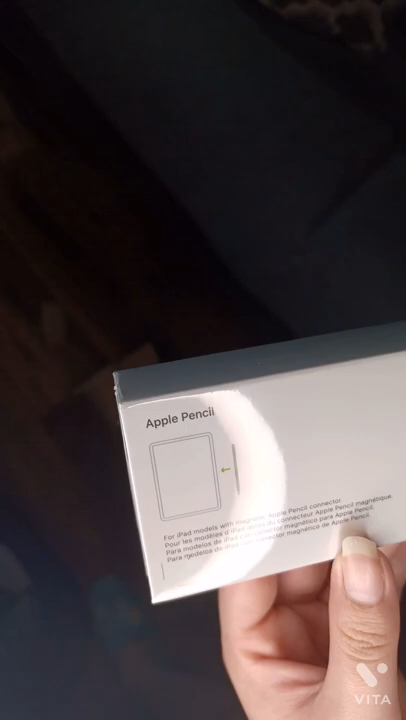 Apple Pencil
For iPad models with magnetic Apple Pencil connector.
Pour les modèles d'iPad dotés du connecteur Apple Pencil magnétique.
Para modelos de iPad con conector magnético para Apple Pencil.
Para modelos de iPad com conector magnético de Apple Pencil.
VITA